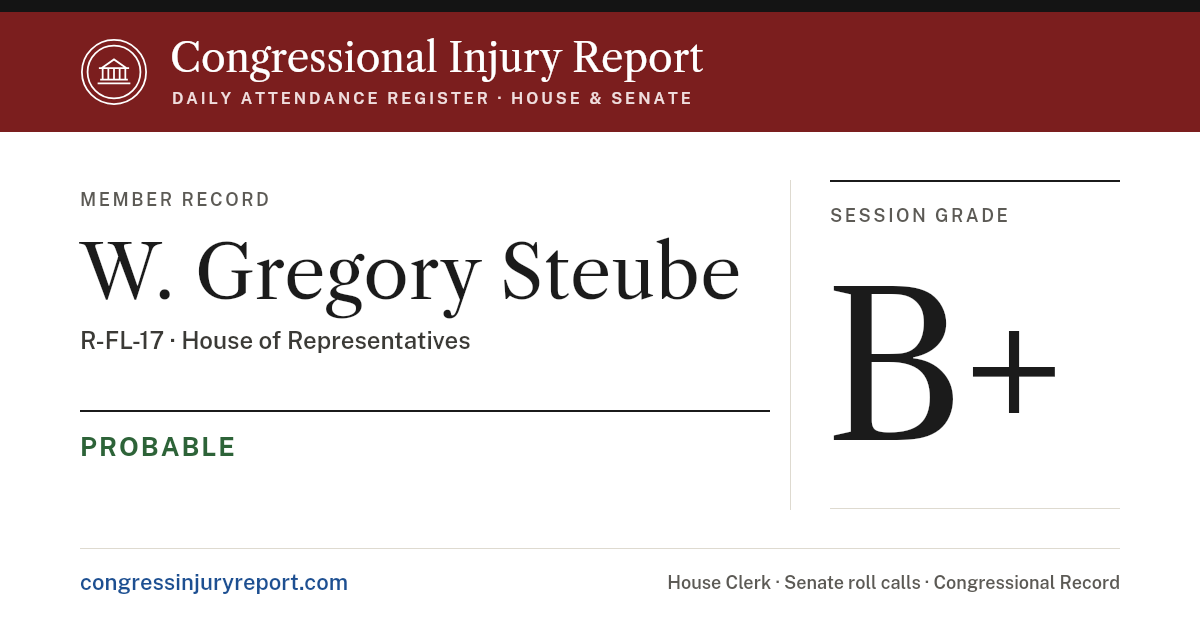 Congressional Injury Report
DAILY ATTENDANCE REGISTER · HOUSE & SENATE
MEMBER RECORD
W. Gregory Steube
R-FL-17 · House of Representatives
PROBABLE
SESSION GRADE
B+
congressinjuryreport.com
House Clerk · Senate roll calls · Congressional Record